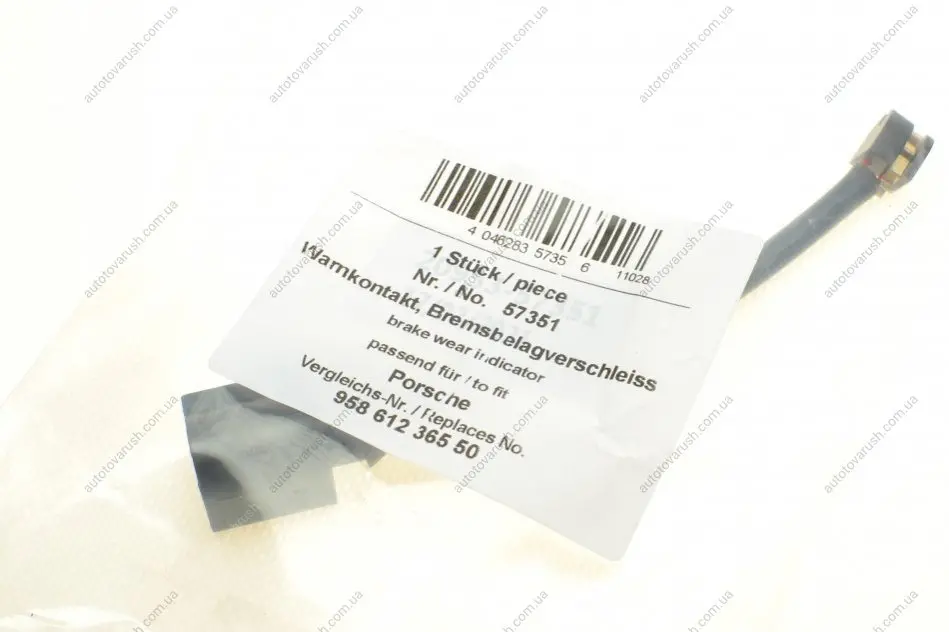 4 046283 5735 6 11028
1 Stück / piece
Nr. / No. 57351
Warnkontakt, Bremsbelagverschleiss
brake wear indicator
passend für / to fit
Porsche
Vergleichs-Nr. / Replaces No.
958 612 365 50
autotovarush.com.ua